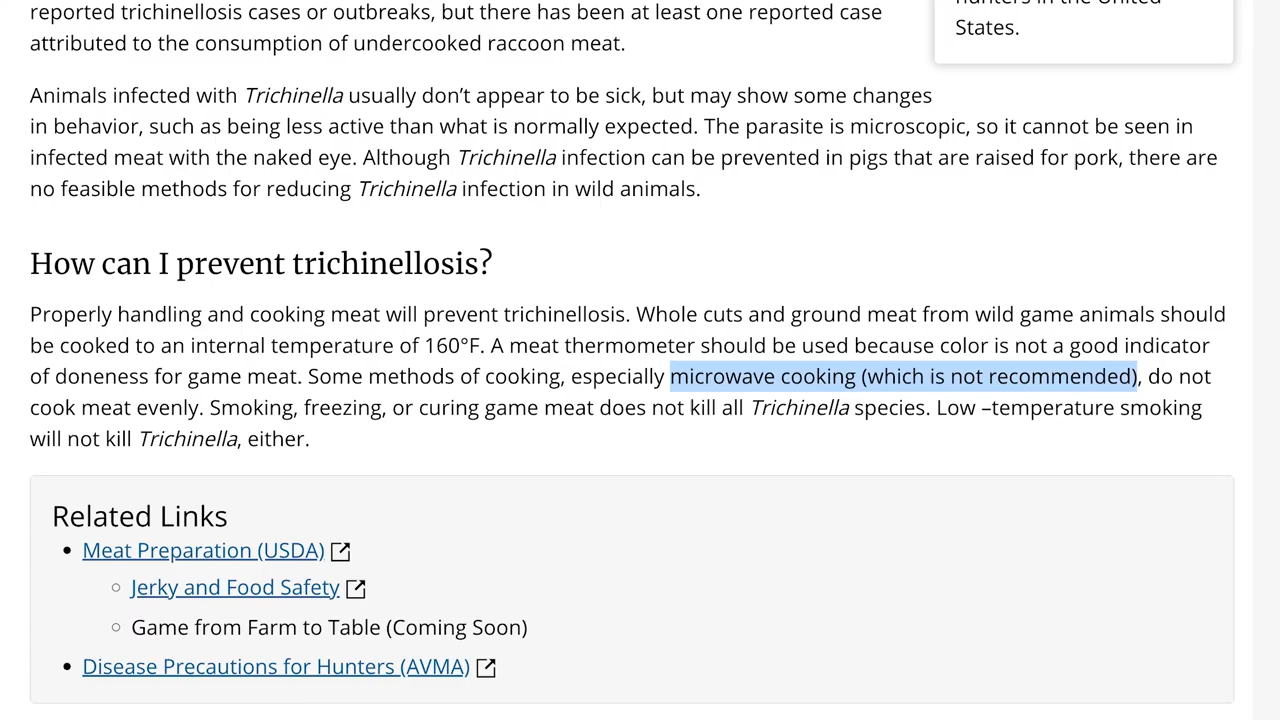 reported trichinellosis cases or outbreaks, but there has been at least one reported case
attributed to the consumption of undercooked raccoon meat.
States.
Animals infected with Trichinella usually don’t appear to be sick, but may show some changes
in behavior, such as being less active than what is normally expected. The parasite is microscopic, so it cannot be seen in
infected meat with the naked eye. Although Trichinella infection can be prevented in pigs that are raised for pork, there are
no feasible methods for reducing Trichinella infection in wild animals.
How can I prevent trichinellosis?
Properly handling and cooking meat will prevent trichinellosis. Whole cuts and ground meat from wild game animals should
be cooked to an internal temperature of 160°F. A meat thermometer should be used because color is not a good indicator
of doneness for game meat. Some methods of cooking, especially microwave cooking (which is not recommended), do not
cook meat evenly. Smoking, freezing, or curing game meat does not kill all Trichinella species. Low –temperature smoking
will not kill Trichinella, either.
Related Links
Meat Preparation (USDA)
Jerky and Food Safety
Game from Farm to Table (Coming Soon)
Disease Precautions for Hunters (AVMA)